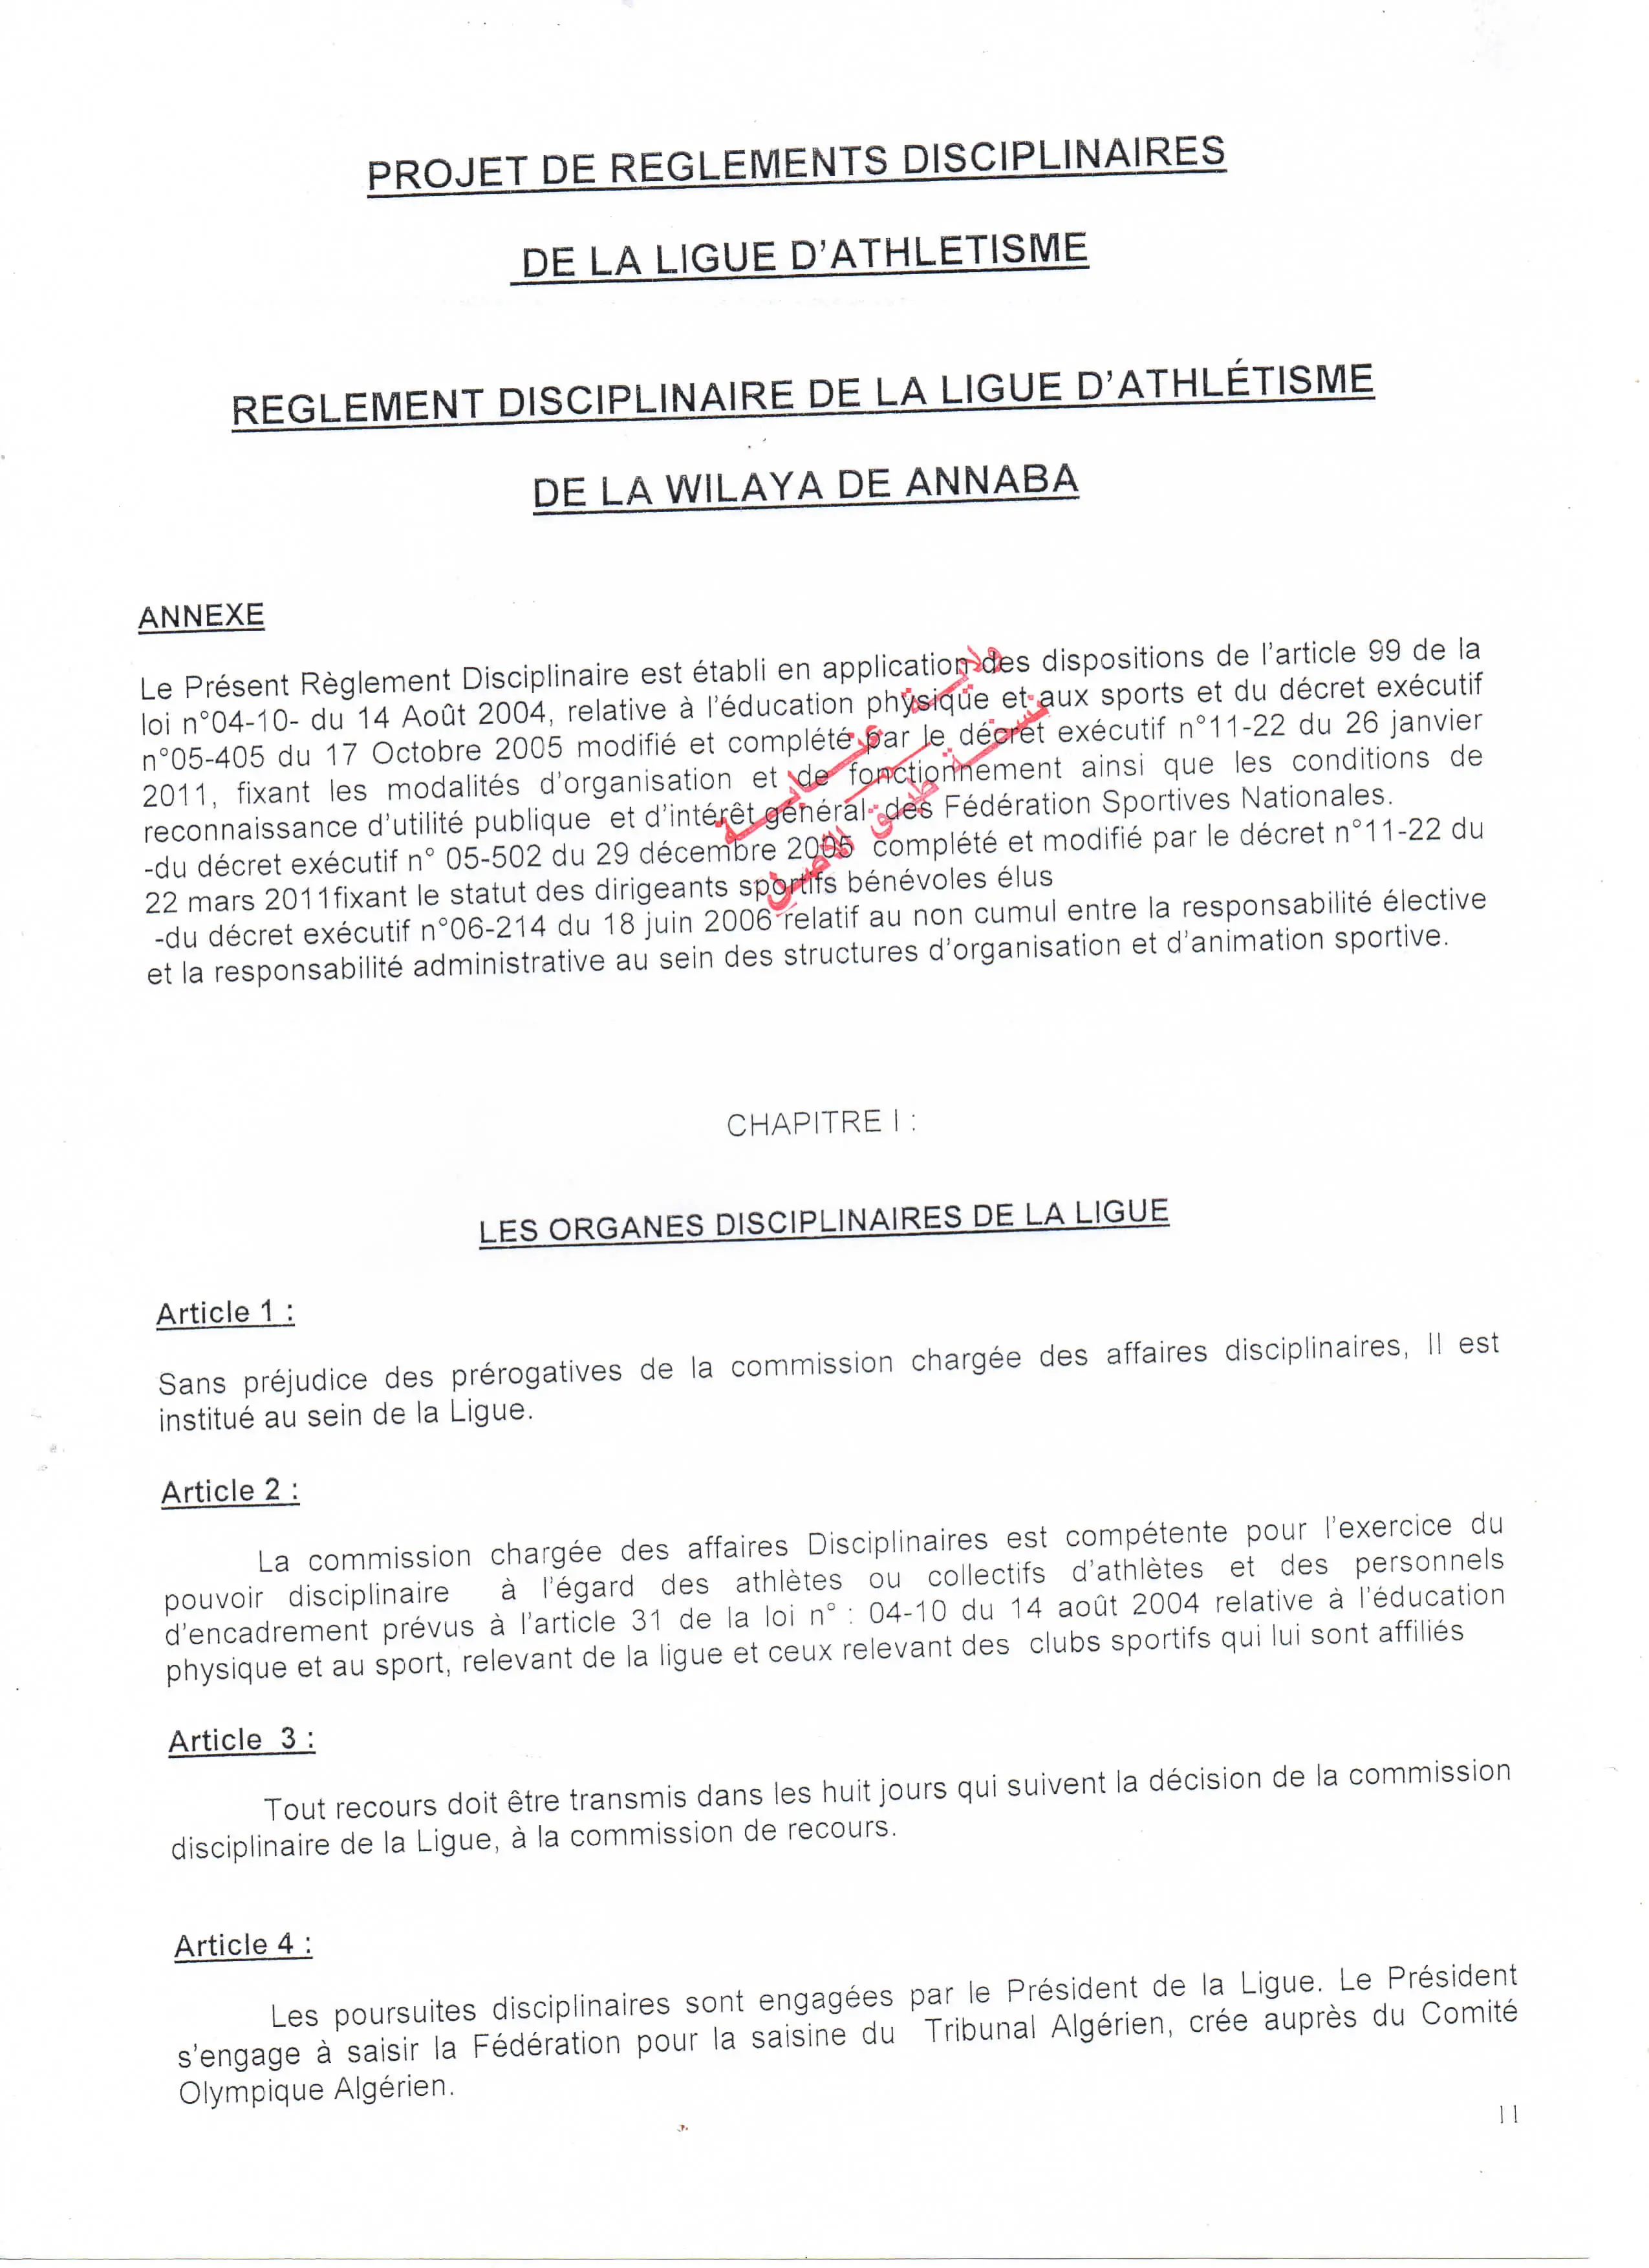 PROJET DE REGLEMENTS DISCIPLINAIRES
DE LA LIGUE D'ATHLETISME
REGLEMENT DISCIPLINAIRE DE LA LIGUE D'ATHLÉTISME
DE LA WILAYA DE ANNABA
ANNEXE
Le Présent Règlement Disciplinaire est établi en application des dispositions de l'article 99 de la
loi n°04-10- du 14 Août 2004, relative à l'éducation physique et aux sports et du décret exécutif
n°05-405 du 17 Octobre 2005 modifié et complété par le décret exécutif n°11-22 du 26 janvier
2011, fixant les modalités d'organisation et de fonctionnement ainsi que les conditions de
reconnaissance d'utilité publique et d'intérêt général des Fédération Sportives Nationales.
-du décret exécutif n° 05-502 du 29 décembre 2005 complété et modifié par le décret n°11-22 du
22 mars 2011fixant le statut des dirigeants sportifs bénévoles élus
-du décret exécutif n°06-214 du 18 juin 2006 relatif au non cumul entre la responsabilité élective
et la responsabilité administrative au sein des structures d'organisation et d'animation sportive.
ولايــة عنابــة
نسخــة طبــق للأصــل
CHAPITRE I :
LES ORGANES DISCIPLINAIRES DE LA LIGUE
Article 1 :
Sans préjudice des prérogatives de la commission chargée des affaires disciplinaires, Il est
institué au sein de la Ligue.
Article 2 :
La commission chargée des affaires Disciplinaires est compétente pour l'exercice du
pouvoir disciplinaire à l'égard des athlètes ou collectifs d'athlètes et des personnels
d'encadrement prévus à l'article 31 de la loi n° : 04-10 du 14 août 2004 relative à l'éducation
physique et au sport, relevant de la ligue et ceux relevant des clubs sportifs qui lui sont affiliés
Article 3 :
Tout recours doit être transmis dans les huit jours qui suivent la décision de la commission
disciplinaire de la Ligue, à la commission de recours.
Article 4 :
Les poursuites disciplinaires sont engagées par le Président de la Ligue. Le Président
s'engage à saisir la Fédération pour la saisine du Tribunal Algérien, crée auprès du Comité
Olympique Algérien.
11